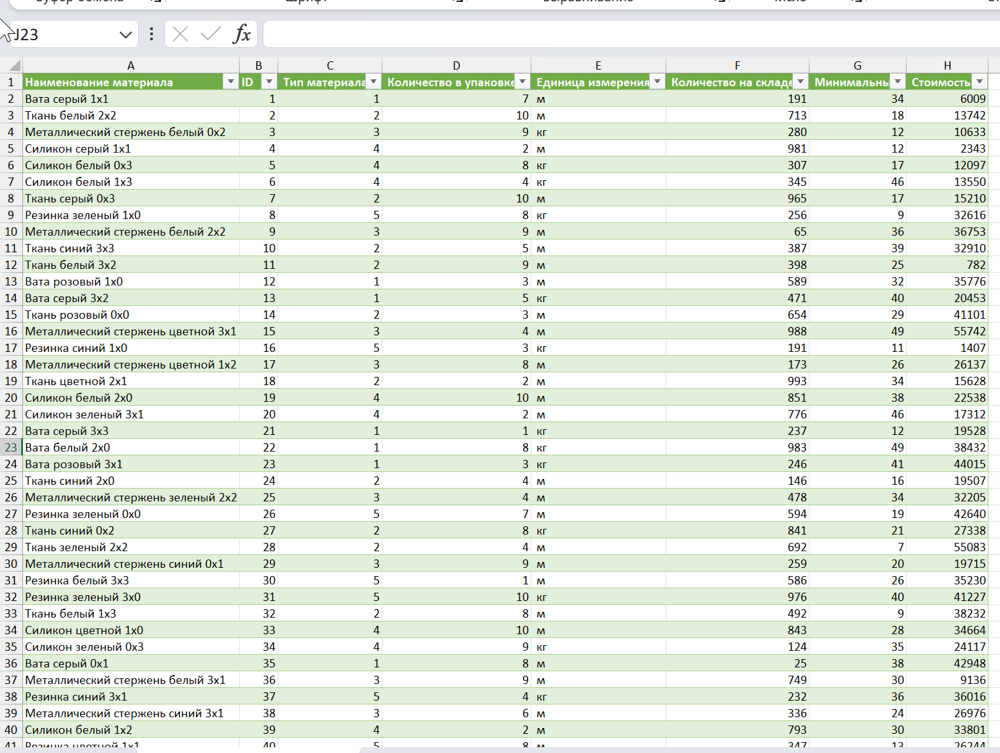 J23 fx
A B C D E F G H
1 Наименование материала ID Тип материала Количество в упаковке Единица измерения Количество на складе Минимальны Стоимость
2 Вата серый 1x1 1 1 7 м 191 34 6009
3 Ткань белый 2x2 2 2 10 м 713 18 13742
4 Металлический стержень белый 0x2 3 3 9 кг 280 12 10633
5 Силикон серый 1x1 4 4 2 м 981 12 2343
6 Силикон белый 0x3 5 4 8 кг 307 17 12097
7 Силикон белый 1x3 6 4 4 кг 345 46 13550
8 Ткань серый 0x3 7 2 10 м 965 17 15210
9 Резинка зеленый 1x0 8 5 8 кг 256 9 32616
10 Металлический стержень белый 2x2 9 3 9 м 65 36 36753
11 Ткань синий 3x3 10 2 5 м 387 39 32910
12 Ткань белый 3x2 11 2 9 м 398 25 782
13 Вата розовый 1x0 12 1 3 м 589 32 35776
14 Вата серый 3x2 13 1 5 кг 471 40 20453
15 Ткань розовый 0x0 14 2 3 м 654 29 41101
16 Металлический стержень цветной 3x1 15 3 4 м 988 49 55742
17 Резинка синий 1x0 16 5 3 кг 191 11 1407
18 Металлический стержень цветной 1x2 17 3 8 м 173 26 26137
19 Ткань цветной 2x1 18 2 2 м 993 34 15628
20 Силикон белый 2x0 19 4 10 м 851 38 22538
21 Силикон зеленый 3x1 20 4 2 м 776 46 17312
22 Вата серый 3x3 21 1 1 кг 237 12 19528
23 Вата белый 2x0 22 1 8 кг 983 49 38432
24 Вата розовый 3x1 23 1 3 кг 246 41 44015
25 Ткань синий 2x0 24 2 4 м 146 16 19507
26 Металлический стержень зеленый 2x2 25 3 4 м 478 34 32205
27 Резинка зеленый 0x0 26 5 7 м 594 19 42640
28 Ткань синий 0x2 27 2 8 кг 841 21 27338
29 Ткань зеленый 2x2 28 2 4 м 692 7 55083
30 Металлический стержень синий 0x1 29 3 9 м 259 20 19715
31 Резинка белый 3x3 30 5 1 м 586 26 35230
32 Резинка зеленый 3x0 31 5 10 кг 976 40 41227
33 Ткань белый 1x3 32 2 8 м 492 9 38232
34 Силикон цветной 1x0 33 4 10 м 843 28 34664
35 Силикон зеленый 0x3 34 4 9 кг 124 35 24117
36 Вата серый 0x1 35 1 8 м 25 38 42948
37 Металлический стержень белый 3x1 36 3 9 м 749 30 9136
38 Резинка синий 3x1 37 5 4 кг 232 36 36016
39 Металлический стержень синий 3x1 38 3 6 м 336 24 26976
40 Силикон белый 1x2 39 4 2 м 793 30 33801
41 Резинка цветной 1x1 40 5 8 м 347 13 26244